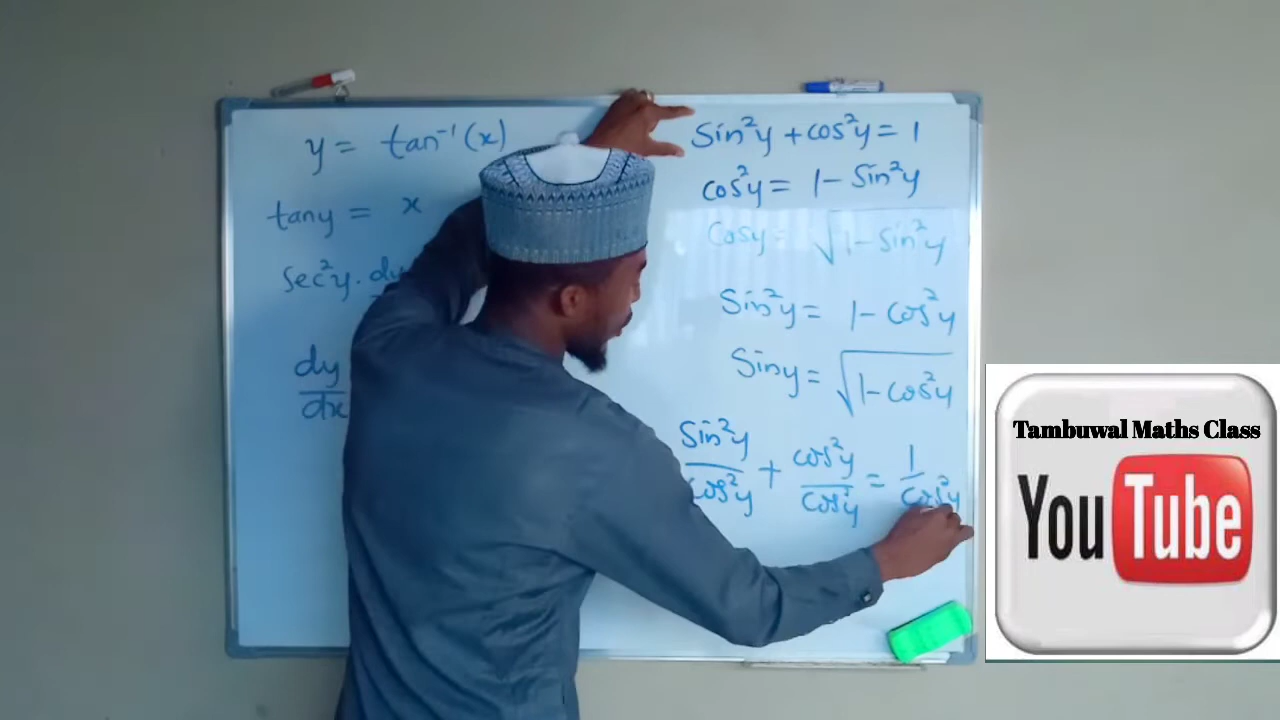 y = tan⁻¹(x)
tany = x
sec²y · dy
dy
dx
Sin²y + cos²y = 1
cos²y = 1 - Sin²y
Cosy = √1 - Sin²y
Sin²y = 1 - cos²y
Siny = √1 - cos²y
Sin²y/cos²y + cos²y/cos²y = 1/cos²y
Tambuwal Maths Class
YouTube